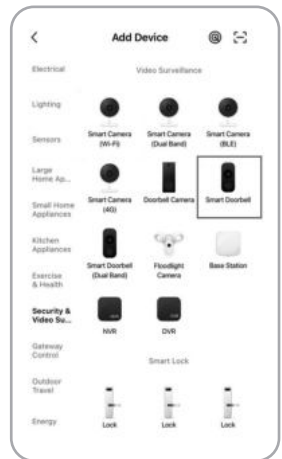 Add Device
Electrical
Video Surveillance
Lighting
Sensors
Smart Camera
(Wi-Fi)
Smart Camera
(Dual Band)
Smart Camera
(BLE)
Large
Home Ap...
Small Home
Appliances
Smart Camera
(4G)
Doorbell Camera
Smart Doorbell
Kitchen
Appliances
Exercise
& Health
Smart Doorbell
(Dual Band)
Floodlight
Camera
Base Station
Security &
Video Su...
NVR
DVR
Gateway
Control
Smart Lock
Outdoor
Travel
Energy
Lock
Lock
Lock